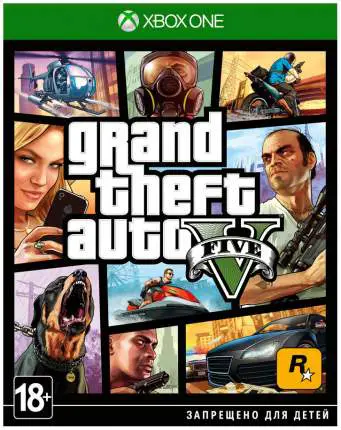 XBOX ONE
grand
theft
auto
V
FIVE
R★
18+
ЗАПРЕЩЕНО ДЛЯ ДЕТЕЙ